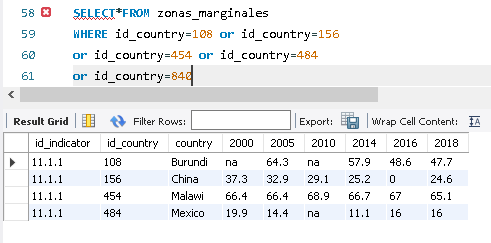 58 SELECT*FROM zonas_marginales
59 WHERE id_country=108 or id_country=156
60 or id_country=454 or id_country=484
61 or id_country=840
Result Grid Filter Rows: Export: Wrap Cell Content:
id_indicator id_country country 2000 2005 2010 2014 2016 2018
11.1.1 108 Burundi na 64.3 na 57.9 48.6 47.7
11.1.1 156 China 37.3 32.9 29.1 25.2 0 24.6
11.1.1 454 Malawi 66.4 66.4 68.9 66.7 67 65.1
11.1.1 484 Mexico 19.9 14.4 na 11.1 16 16